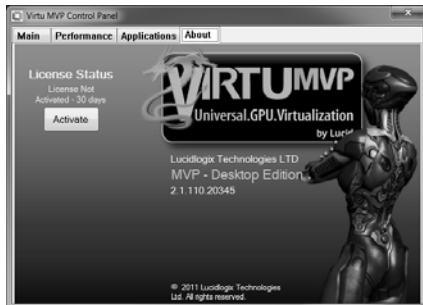 Virtu MVP Control Panel
Main Performance Applications About
License Status
License Not
Activated - 30 days
Activate
VIRTU MVP
Universal.GPU.Virtualization
by Lucid
Lucidlogix Technologies LTD
MVP - Desktop Edition
2.1.110.20345
© 2011 Lucidlogix Technologies
Ltd. All rights reserved.